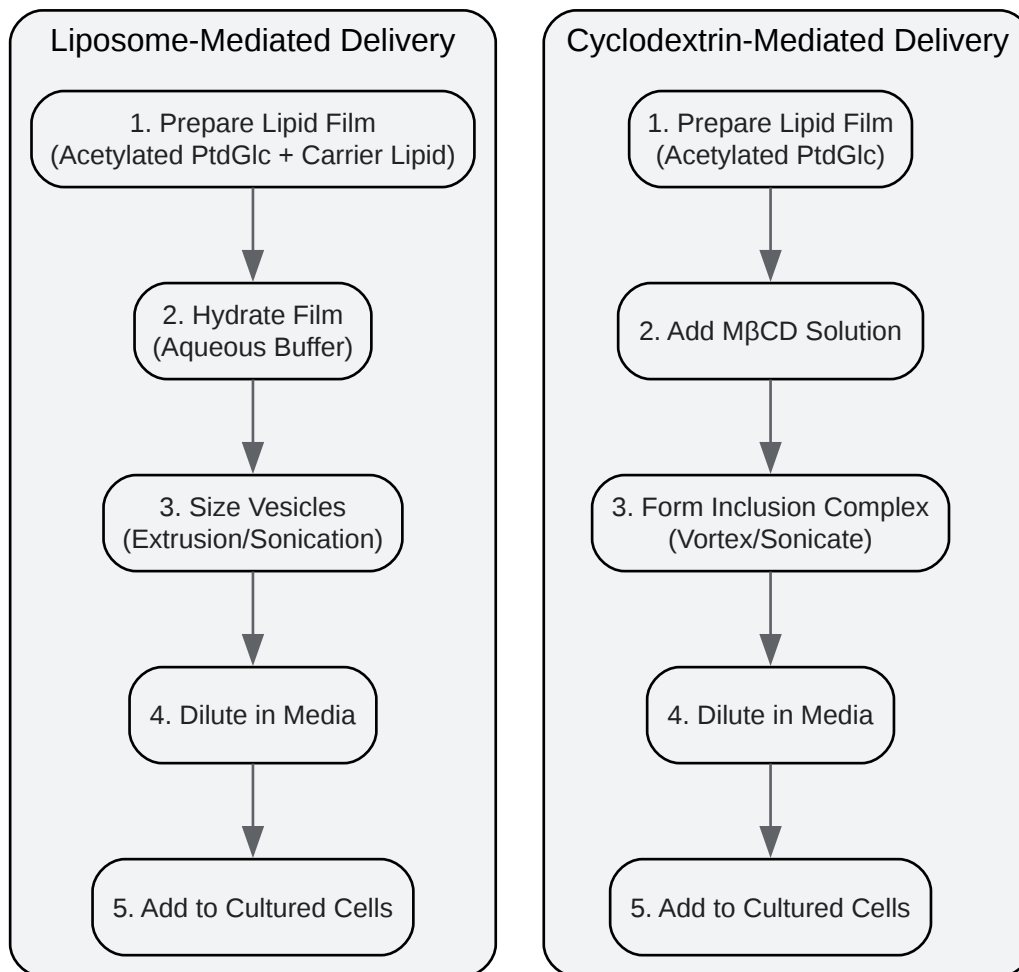 Liposome-Mediated Delivery
1. Prepare Lipid Film
(Acetylated PtdGlc + Carrier Lipid)
2. Hydrate Film
(Aqueous Buffer)
3. Size Vesicles
(Extrusion/Sonication)
4. Dilute in Media
5. Add to Cultured Cells
Cyclodextrin-Mediated Delivery
1. Prepare Lipid Film
(Acetylated PtdGlc)
2. Add MβCD Solution
3. Form Inclusion Complex
(Vortex/Sonicate)
4. Dilute in Media
5. Add to Cultured Cells